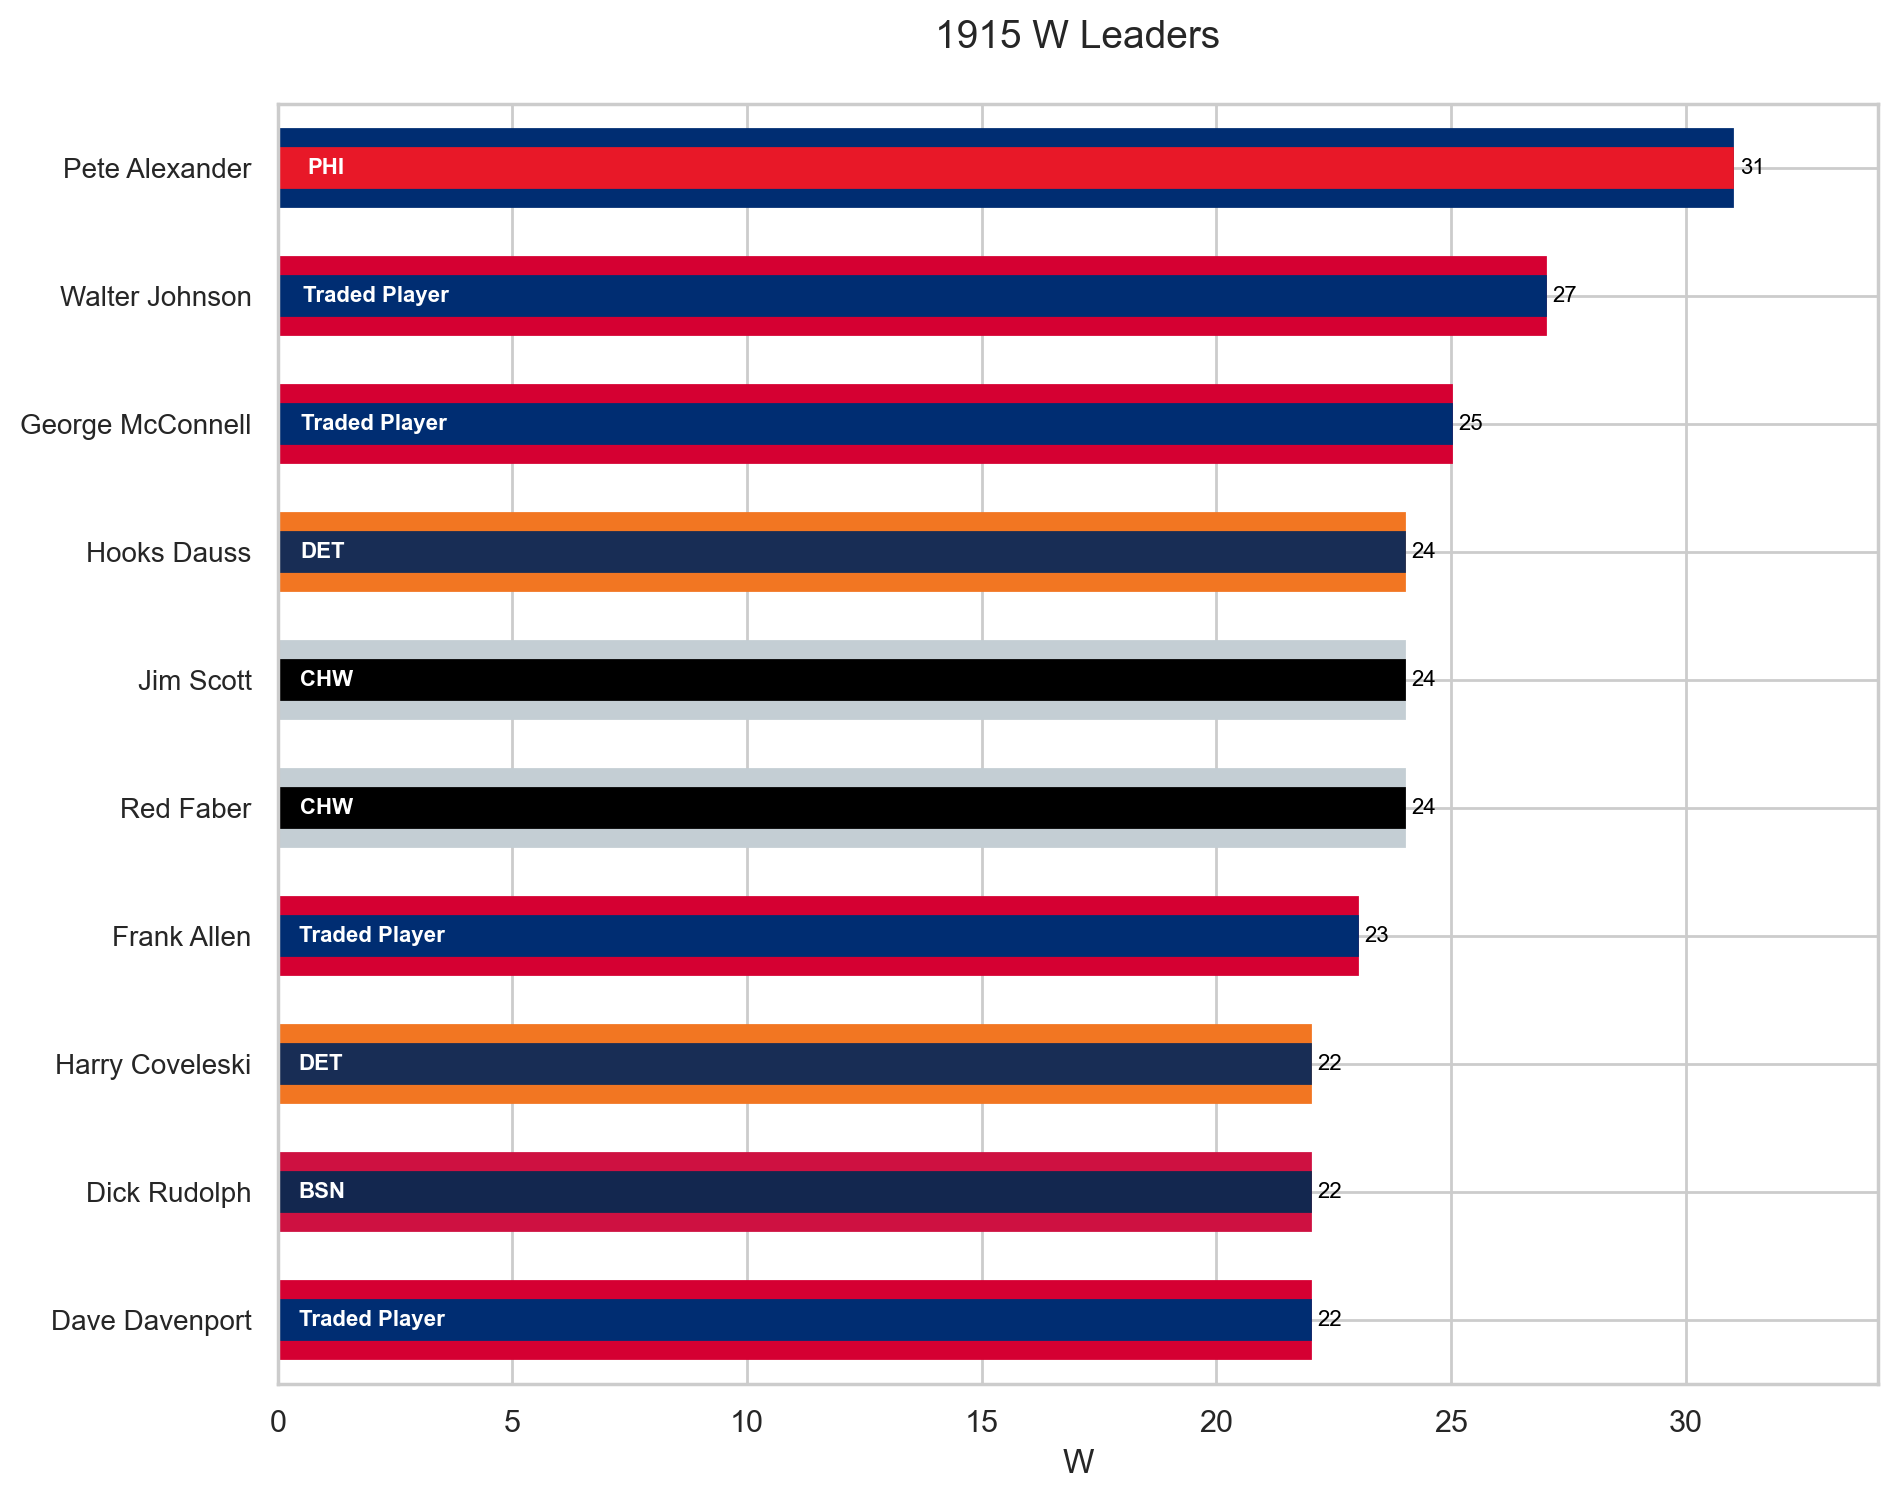 1915 W Leaders
Pete Alexander PHI 31
Walter Johnson Traded Player 27
George McConnell Traded Player 25
Hooks Dauss DET 24
Jim Scott CHW 24
Red Faber CHW 24
Frank Allen Traded Player 23
Harry Coveleski DET 22
Dick Rudolph BSN 22
Dave Davenport Traded Player 22
0 5 10 15 20 25 30
W